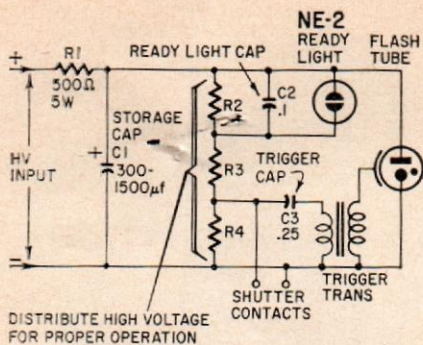 NE-2
READY
LIGHT
FLASH
TUBE
READY LIGHT CAP
+
R1
500Ω
5W
R2
C2
.1
STORAGE
CAP
+
C1
300-
1500μf
HV
INPUT
R3
TRIGGER
CAP
C3
.25
R4
=
SHUTTER
CONTACTS
TRIGGER
TRANS
DISTRIBUTE HIGH VOLTAGE
FOR PROPER OPERATION